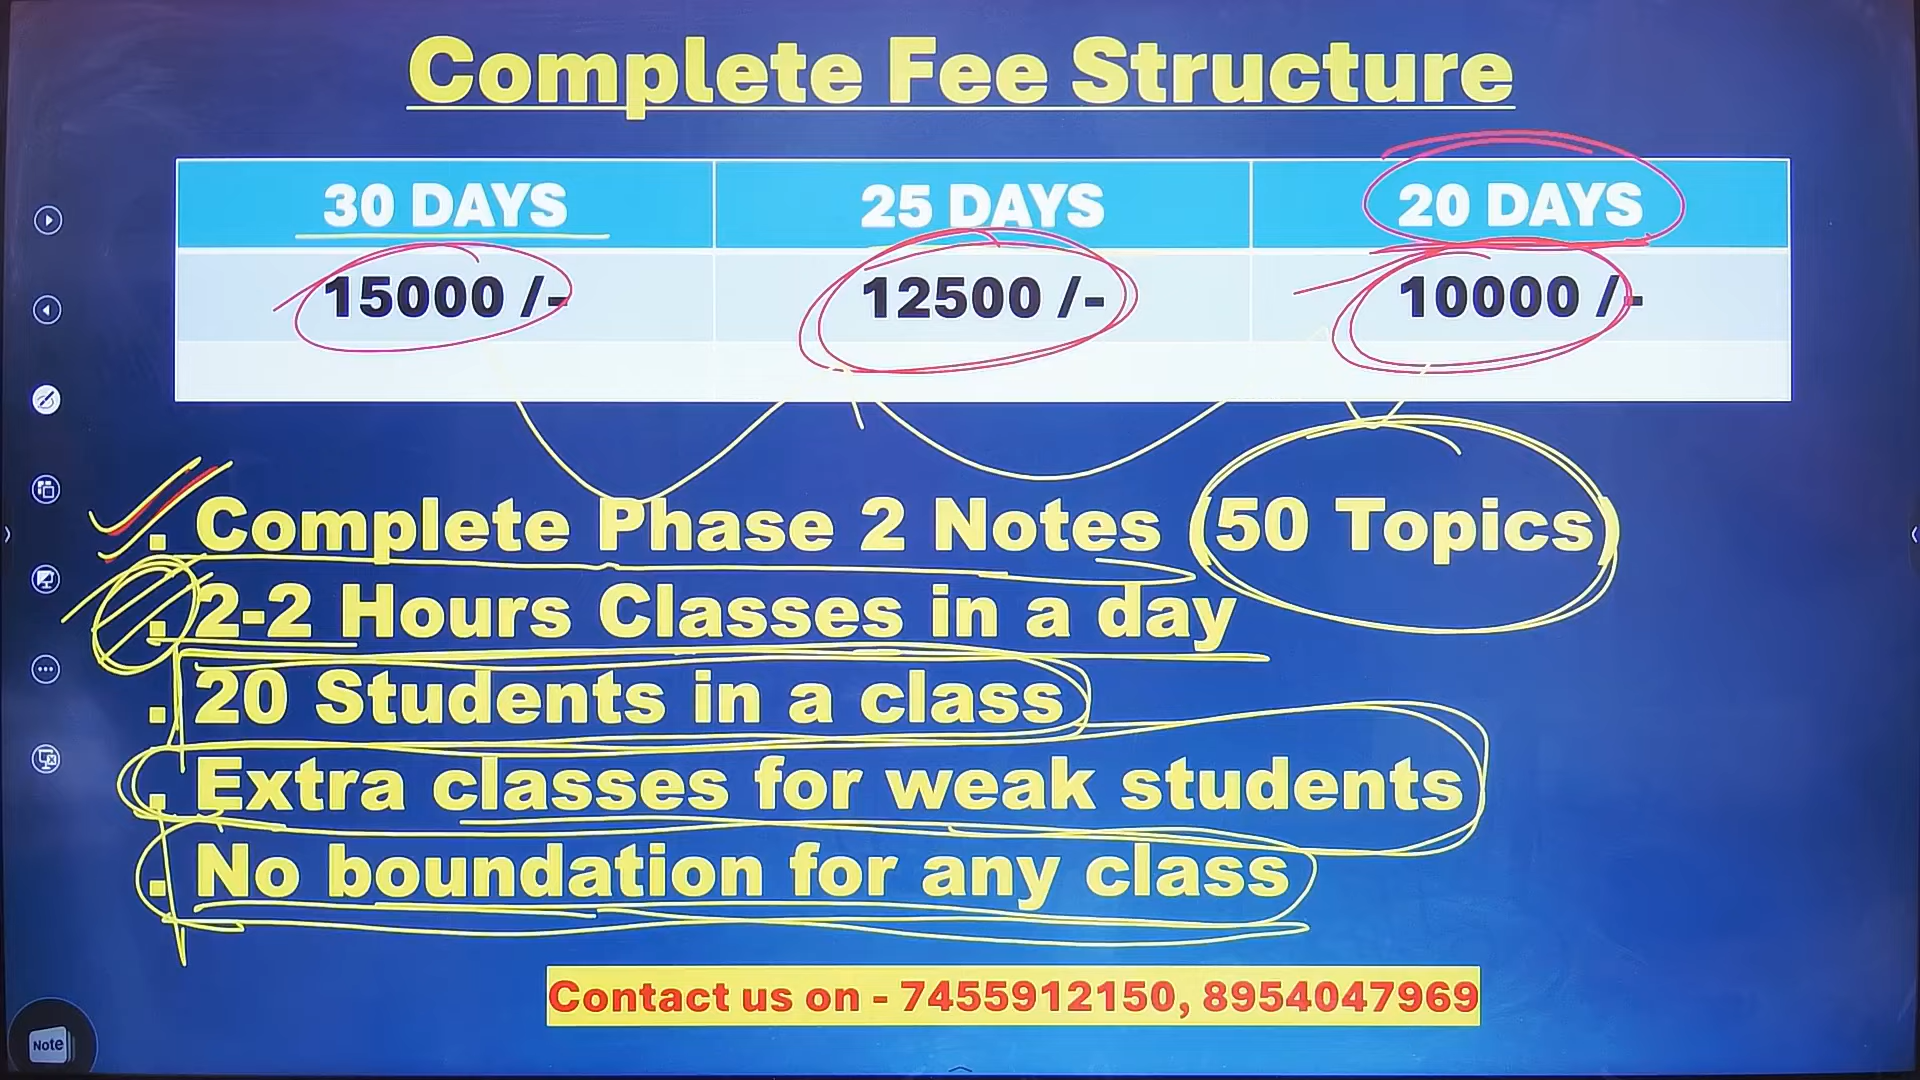 Complete Fee Structure
30 DAYS 25 DAYS 20 DAYS
15000 /- 12500 /- 10000 /-
. Complete Phase 2 Notes (50 Topics)
. 2-2 Hours Classes in a day
. 20 Students in a class
. Extra classes for weak students
. No boundation for any class
Contact us on - 7455912150, 8954047969
Note